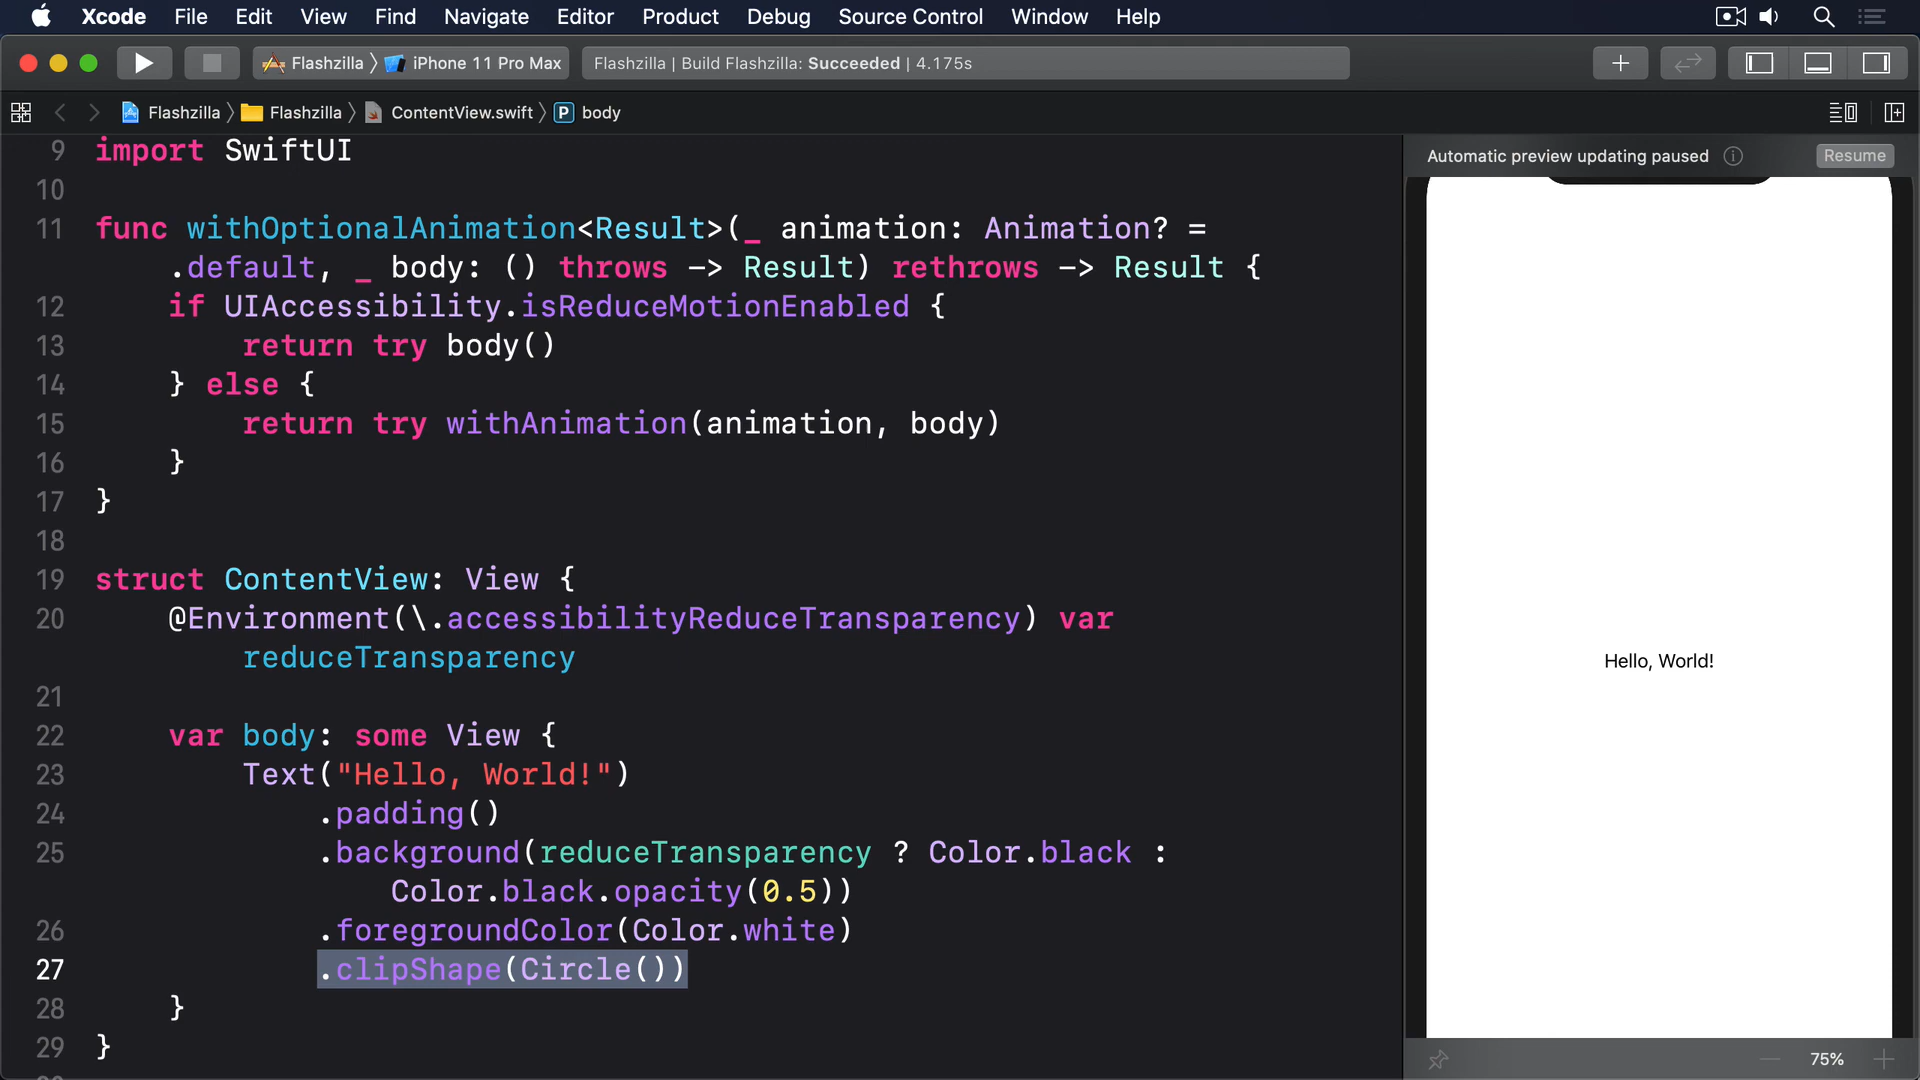 Xcode File Edit View Find Navigate Editor Product Debug Source Control Window Help
Flashzilla 〉 iPhone 11 Pro Max
Flashzilla | Build Flashzilla: Succeeded | 4.175s
Flashzilla 〉 Flashzilla 〉 ContentView.swift 〉 P body
9 import SwiftUI
10
11 func withOptionalAnimation<Result>(_ animation: Animation? =
.default, _ body: () throws -> Result) rethrows -> Result {
12 if UIAccessibility.isReduceMotionEnabled {
13 return try body()
14 } else {
15 return try withAnimation(animation, body)
16 }
17 }
18
19 struct ContentView: View {
20 @Environment(\.accessibilityReduceTransparency) var
reduceTransparency
21
22 var body: some View {
23 Text("Hello, World!")
24 .padding()
25 .background(reduceTransparency ? Color.black :
Color.black.opacity(0.5))
26 .foregroundColor(Color.white)
27 .clipShape(Circle())
28 }
29 }
Automatic preview updating paused
Resume
Hello, World!
75%